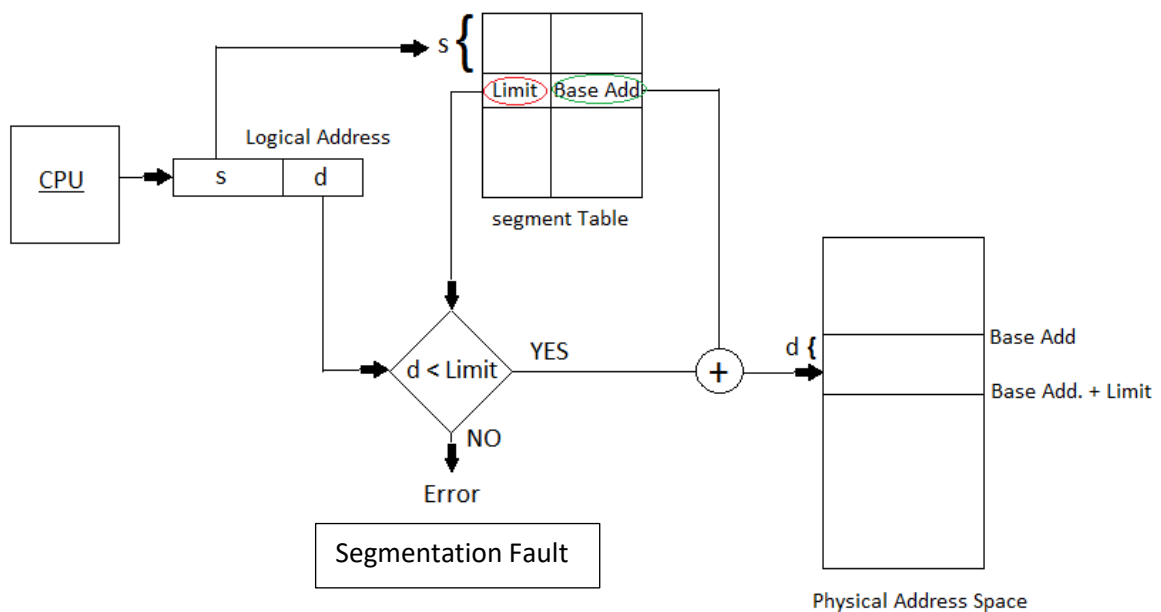 s {
Limit
Base Add
Logical Address
CPU
s
d
segment Table
d < Limit
YES
+
d {
Base Add
Base Add. + Limit
NO
Error
Segmentation Fault
Physical Address Space